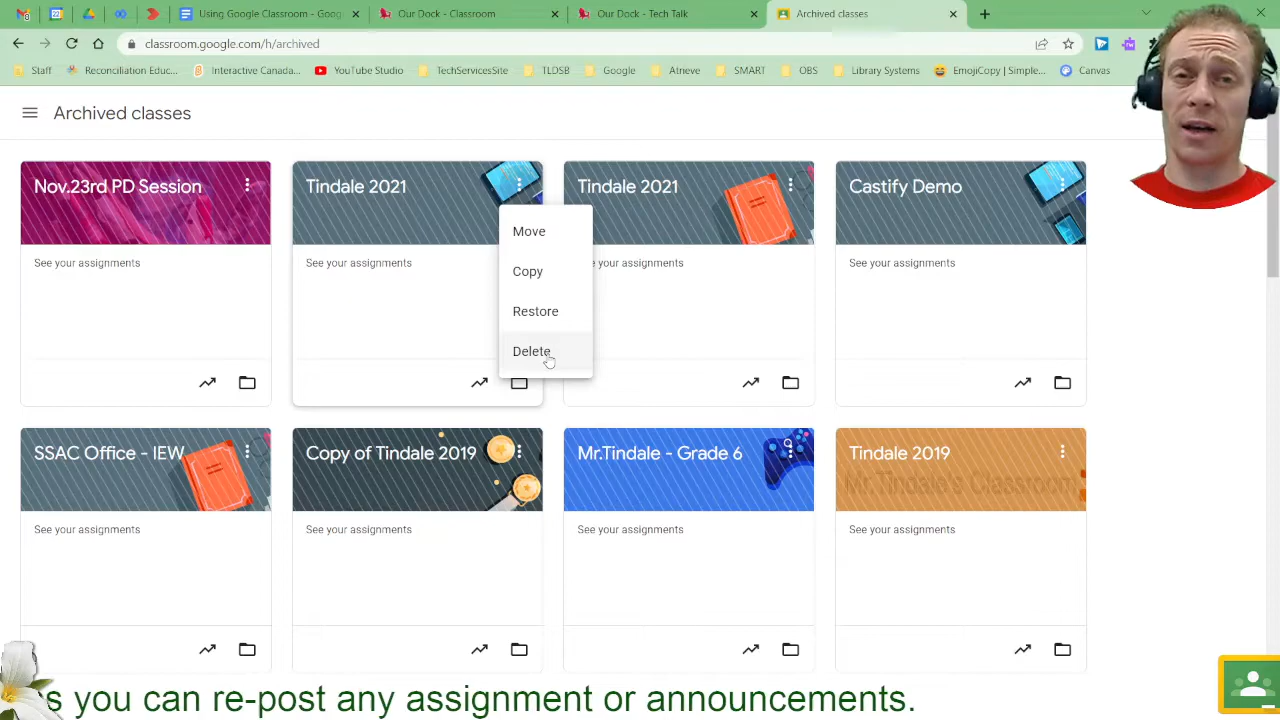 Using Google Classroom - Goog
Our Dock - Classroom
Our Dock - Tech Talk
Archived classes
classroom.google.com/h/archived
Staff
Reconciliation Educ...
Interactive Canada...
YouTube Studio
TechServicesSite
TLDSB
Google
Atrieve
SMART
OBS
Library Systems
EmojiCopy | Simple...
Canvas
Archived classes
Nov.23rd PD Session
Tindale 2021
Tindale 2021
Castify Demo
See your assignments
See your assignments
e your assignments
See your assignments
Move
Copy
Restore
Delete
SSAC Office - IEW
Copy of Tindale 2019
Mr.Tindale - Grade 6
Tindale 2019
Mr.Tindale's Classroom
See your assignments
See your assignments
See your assignments
See your assignments
s you can re-post any assignment or announcements.